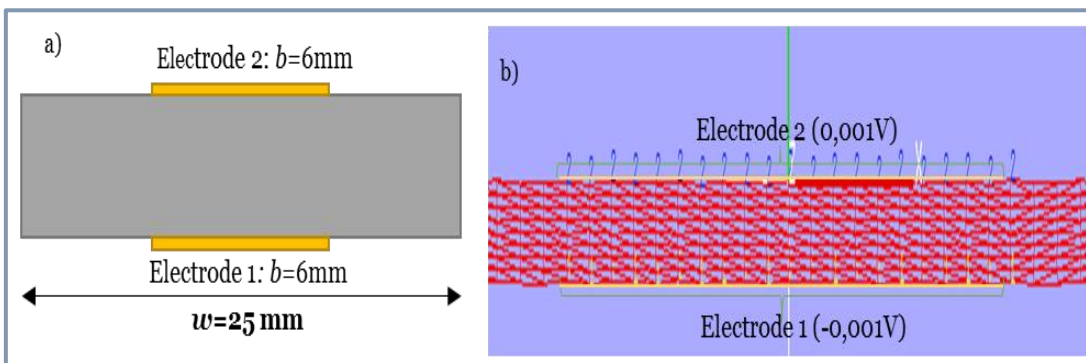 a)
Electrode 2: b=6mm
Electrode 1: b=6mm
w=25 mm
b)
Electrode 2 (0,001V)
Electrode 1 (-0,001V)